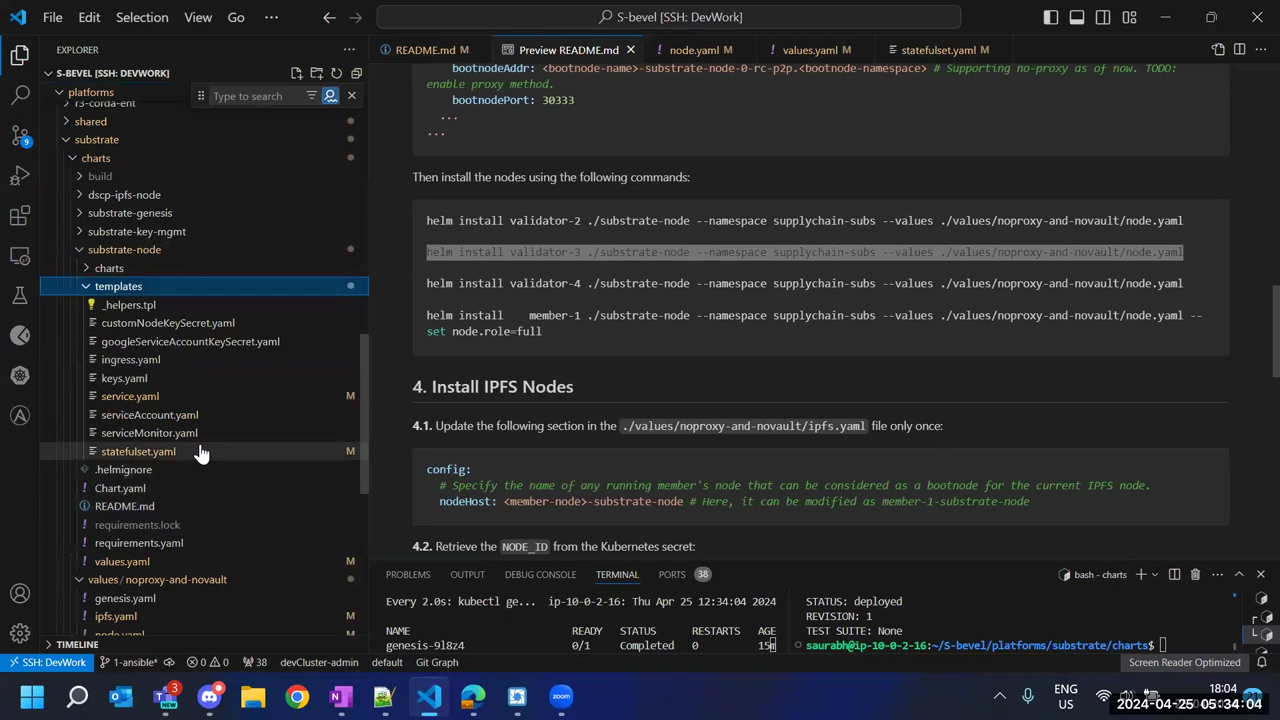 File Edit Selection View Go ··· S-bevel [SSH: DevWork]
EXPLORER ···
README.md M Preview README.md node.yaml M values.yaml M statefulset.yaml M
S-BEVEL [SSH: DEVWORK]
platforms
Type to search
r3-corda-ent
shared
substrate
charts
build
dscp-ipfs-node
substrate-genesis
substrate-key-mgmt
substrate-node
charts
templates
_helpers.tpl
customNodeKeySecret.yaml
googleServiceAccountKeySecret.yaml
ingress.yaml
keys.yaml
service.yaml M
serviceAccount.yaml
serviceMonitor.yaml
statefulset.yaml M
.helmignore
Chart.yaml
README.md
requirements.lock
requirements.yaml
values.yaml M
values / noproxy-and-novault
genesis.yaml
ipfs.yaml M
node.yaml M
TIMELINE
bootnodeAddr: <bootnode-name>-substrate-node-0-rc-p2p.<bootnode-namespace> # Supporting no-proxy as of now. TODO:
enable proxy method.
bootnodePort: 30333
...
...
Then install the nodes using the following commands:
helm install validator-2 ./substrate-node --namespace supplychain-subs --values ./values/noproxy-and-novault/node.yaml
helm install validator-3 ./substrate-node --namespace supplychain-subs --values ./values/noproxy-and-novault/node.yaml
helm install validator-4 ./substrate-node --namespace supplychain-subs --values ./values/noproxy-and-novault/node.yaml
helm install member-1 ./substrate-node --namespace supplychain-subs --values ./values/noproxy-and-novault/node.yaml --
set node.role=full
4. Install IPFS Nodes
4.1. Update the following section in the ./values/noproxy-and-novault/ipfs.yaml file only once:
config:
# Specify the name of any running member's node that can be considered as a bootnode for the current IPFS node.
nodeHost: <member-node>-substrate-node # Here, it can be modified as member-1-substrate-node
4.2. Retrieve the NODE_ID from the Kubernetes secret:
PROBLEMS OUTPUT DEBUG CONSOLE TERMINAL PORTS 38 bash - charts
Every 2.0s: kubectl ge... ip-10-0-2-16: Thu Apr 25 12:34:04 2024
NAME READY STATUS RESTARTS AGE
genesis-9l8z4 0/1 Completed 0 15m
STATUS: deployed
REVISION: 1
TEST SUITE: None
saurabh@ip-10-0-2-16:~/S-bevel/platforms/substrate/charts$
SSH: DevWork 1-ansible* 0 0 38 devCluster-admin default Git Graph Screen Reader Optimized
9
3
ENG
IN
18:04
2024-04-25 05:34:04